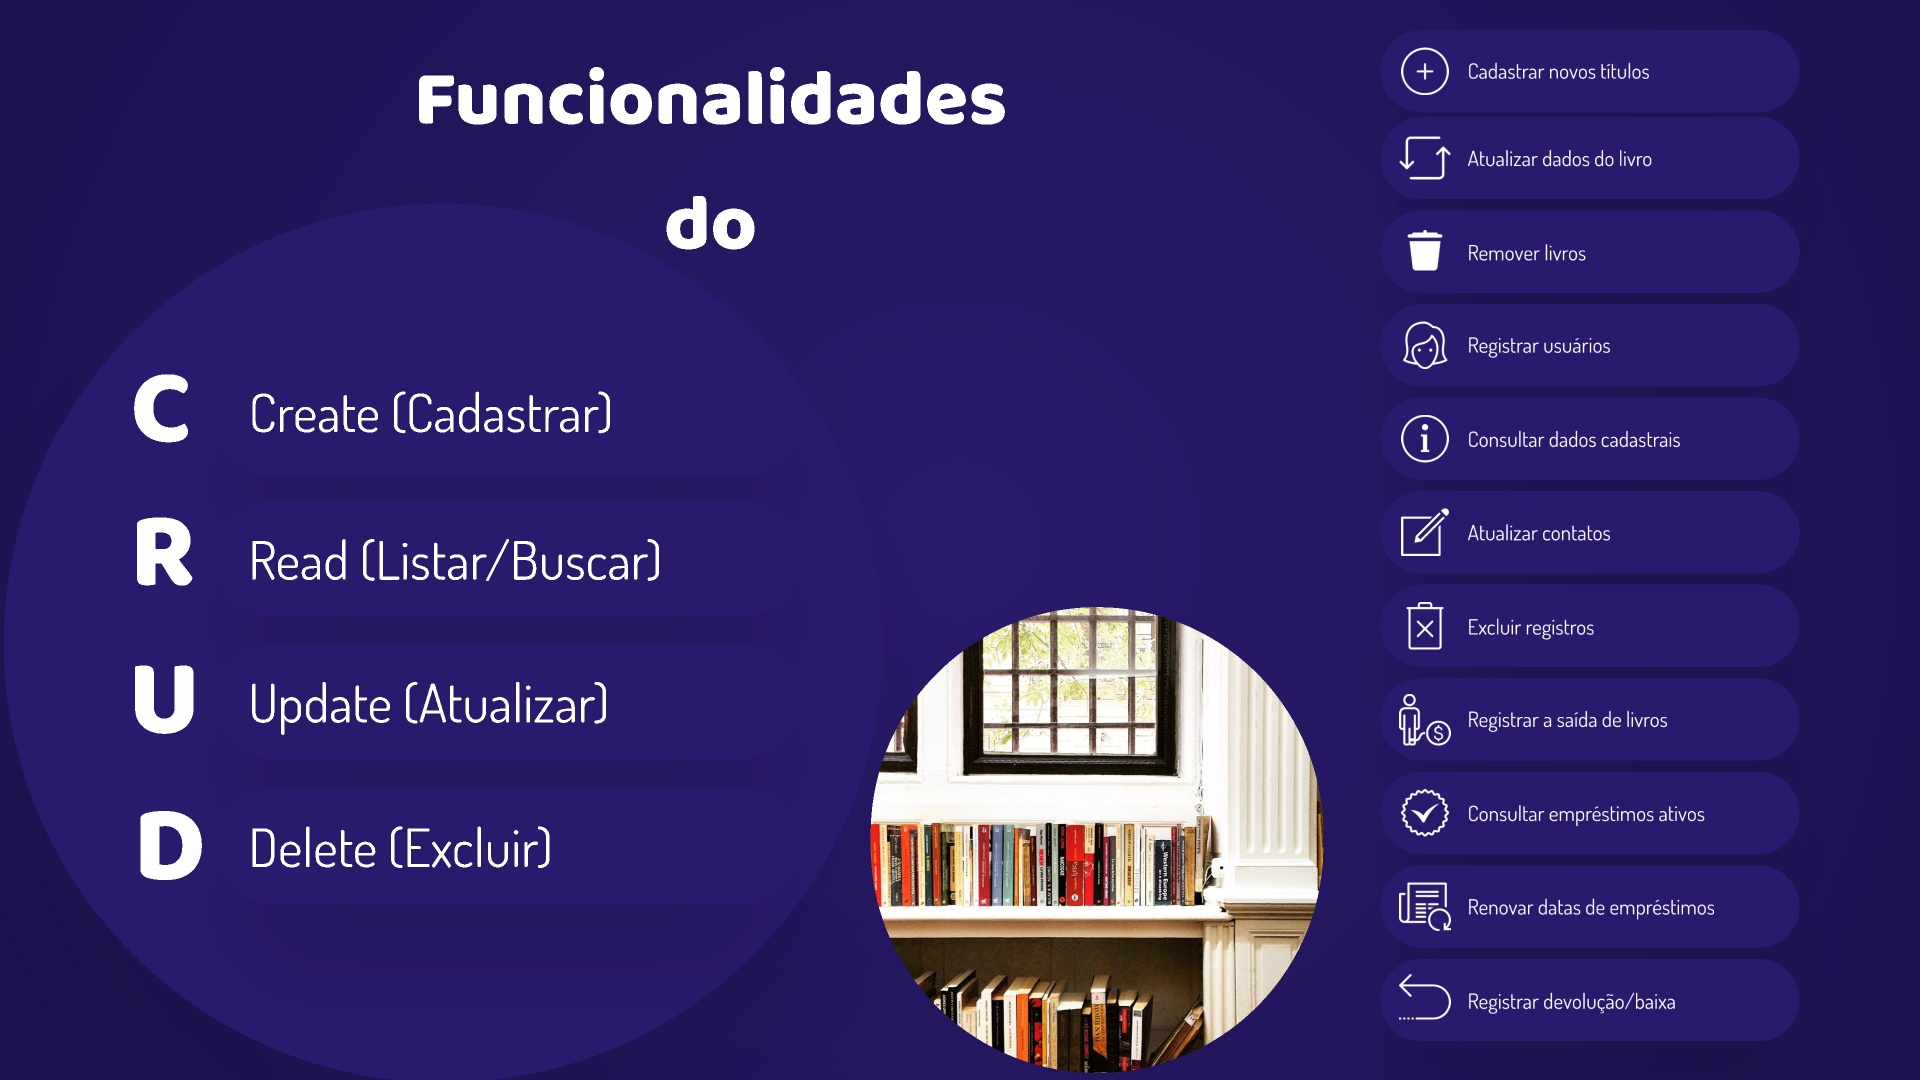 Funcionalidades
do
C
Create (Cadastrar)
R
Read (Listar/Buscar)
U
Update (Atualizar)
D
Delete (Excluir)
Cadastrar novos títulos
Atualizar dados do livro
Remover livros
Registrar usuários
Consultar dados cadastrais
Atualizar contatos
Excluir registros
Registrar a saída de livros
Consultar empréstimos ativos
Renovar datas de empréstimos
Registrar devolução/baixa
Western Europe